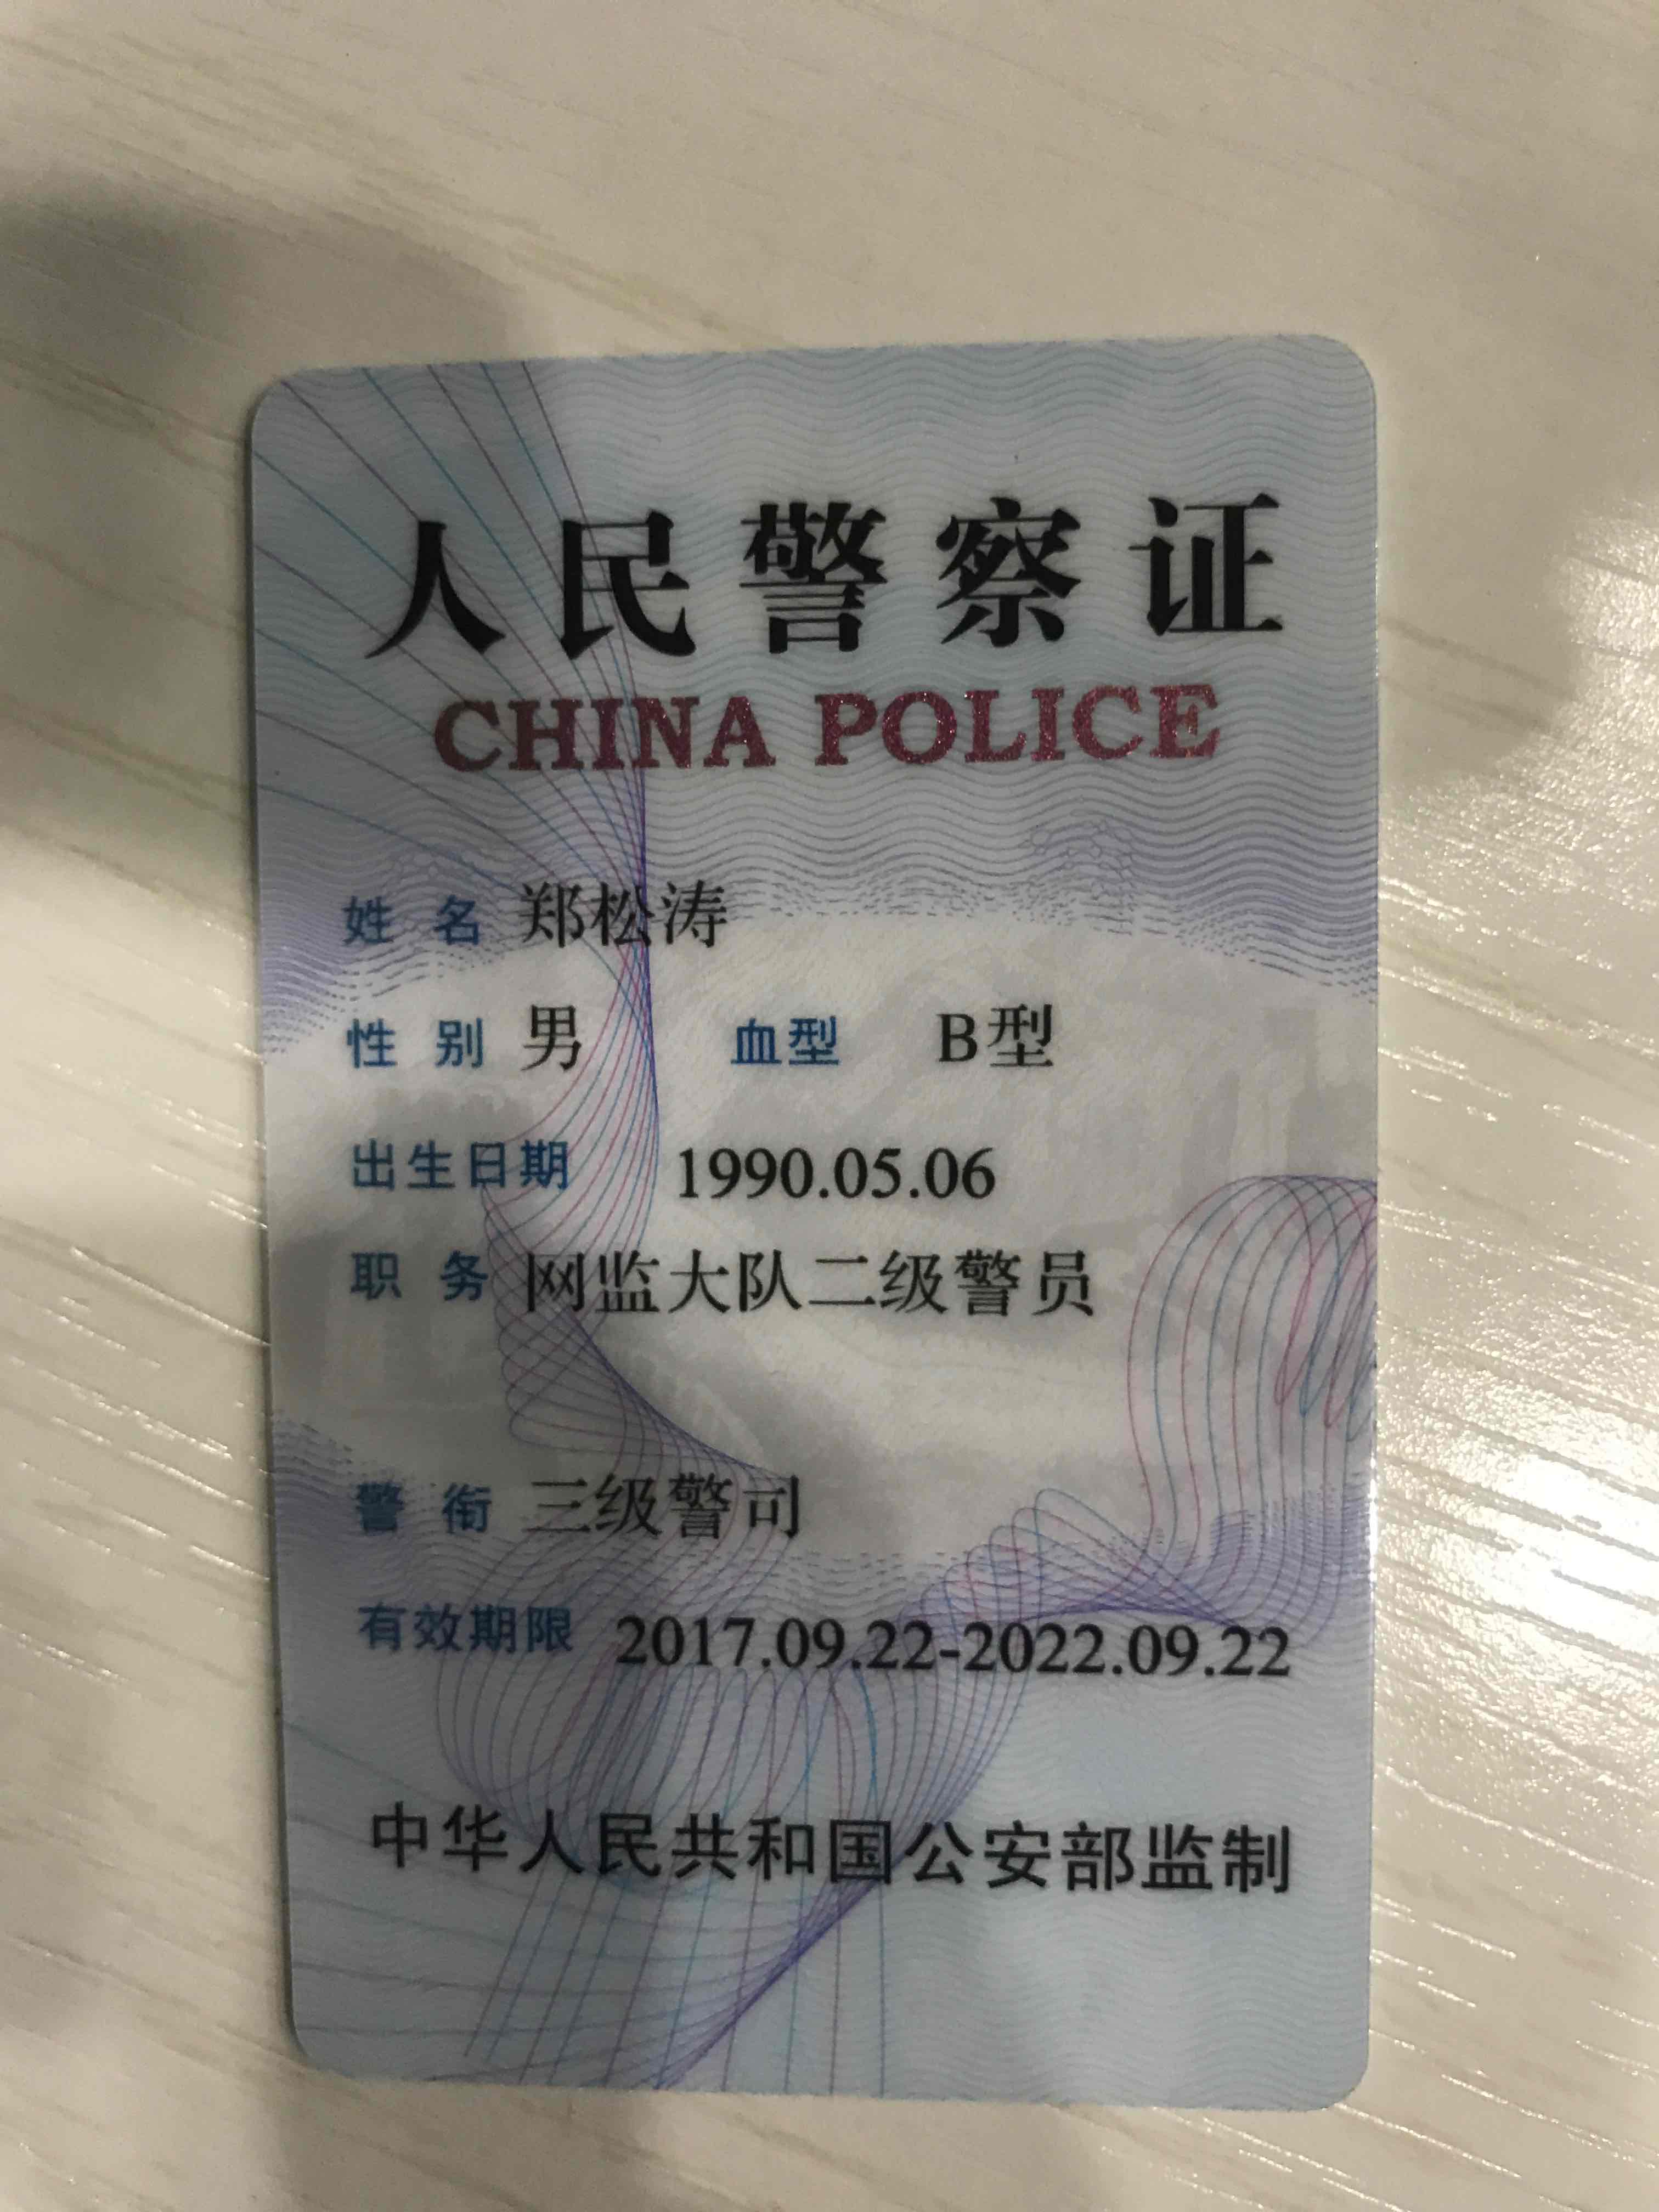 人民警察证
CHINA POLICE
姓 名 郑松涛
性 别 男 血型 B型
出生日期 1990.05.06
职 务 网监大队二级警员
警 衔 三级警司
有效期限 2017.09.22-2022.09.22
中华人民共和国公安部监制